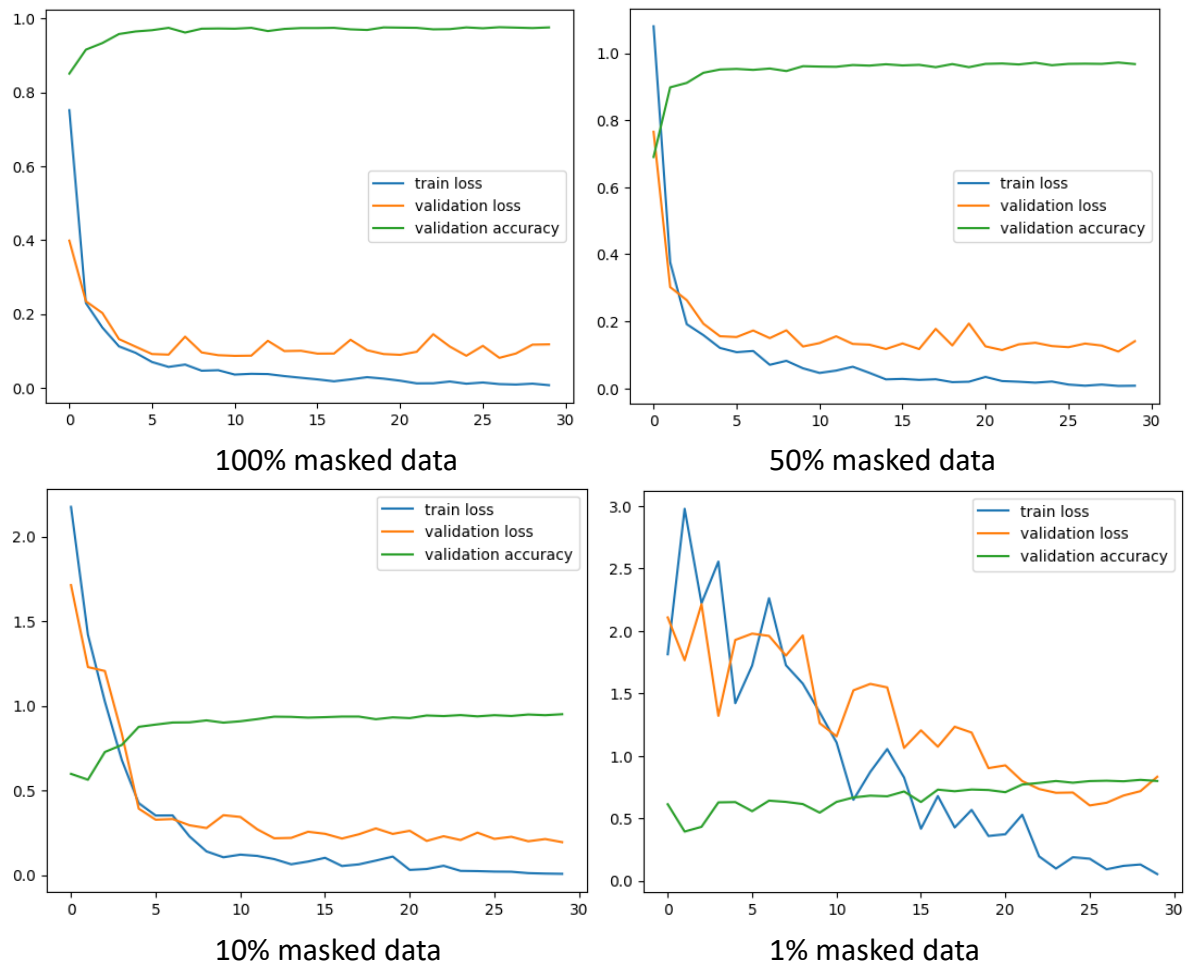 1.0
0.8
0.6
0.4
0.2
0.0
train loss
validation loss
validation accuracy
0 5 10 15 20 25 30
100% masked data
1.0
0.8
0.6
0.4
0.2
0.0
train loss
validation loss
validation accuracy
0 5 10 15 20 25 30
50% masked data
2.0
1.5
1.0
0.5
0.0
train loss
validation loss
validation accuracy
0 5 10 15 20 25 30
10% masked data
3.0
2.5
2.0
1.5
1.0
0.5
0.0
train loss
validation loss
validation accuracy
0 5 10 15 20 25 30
1% masked data